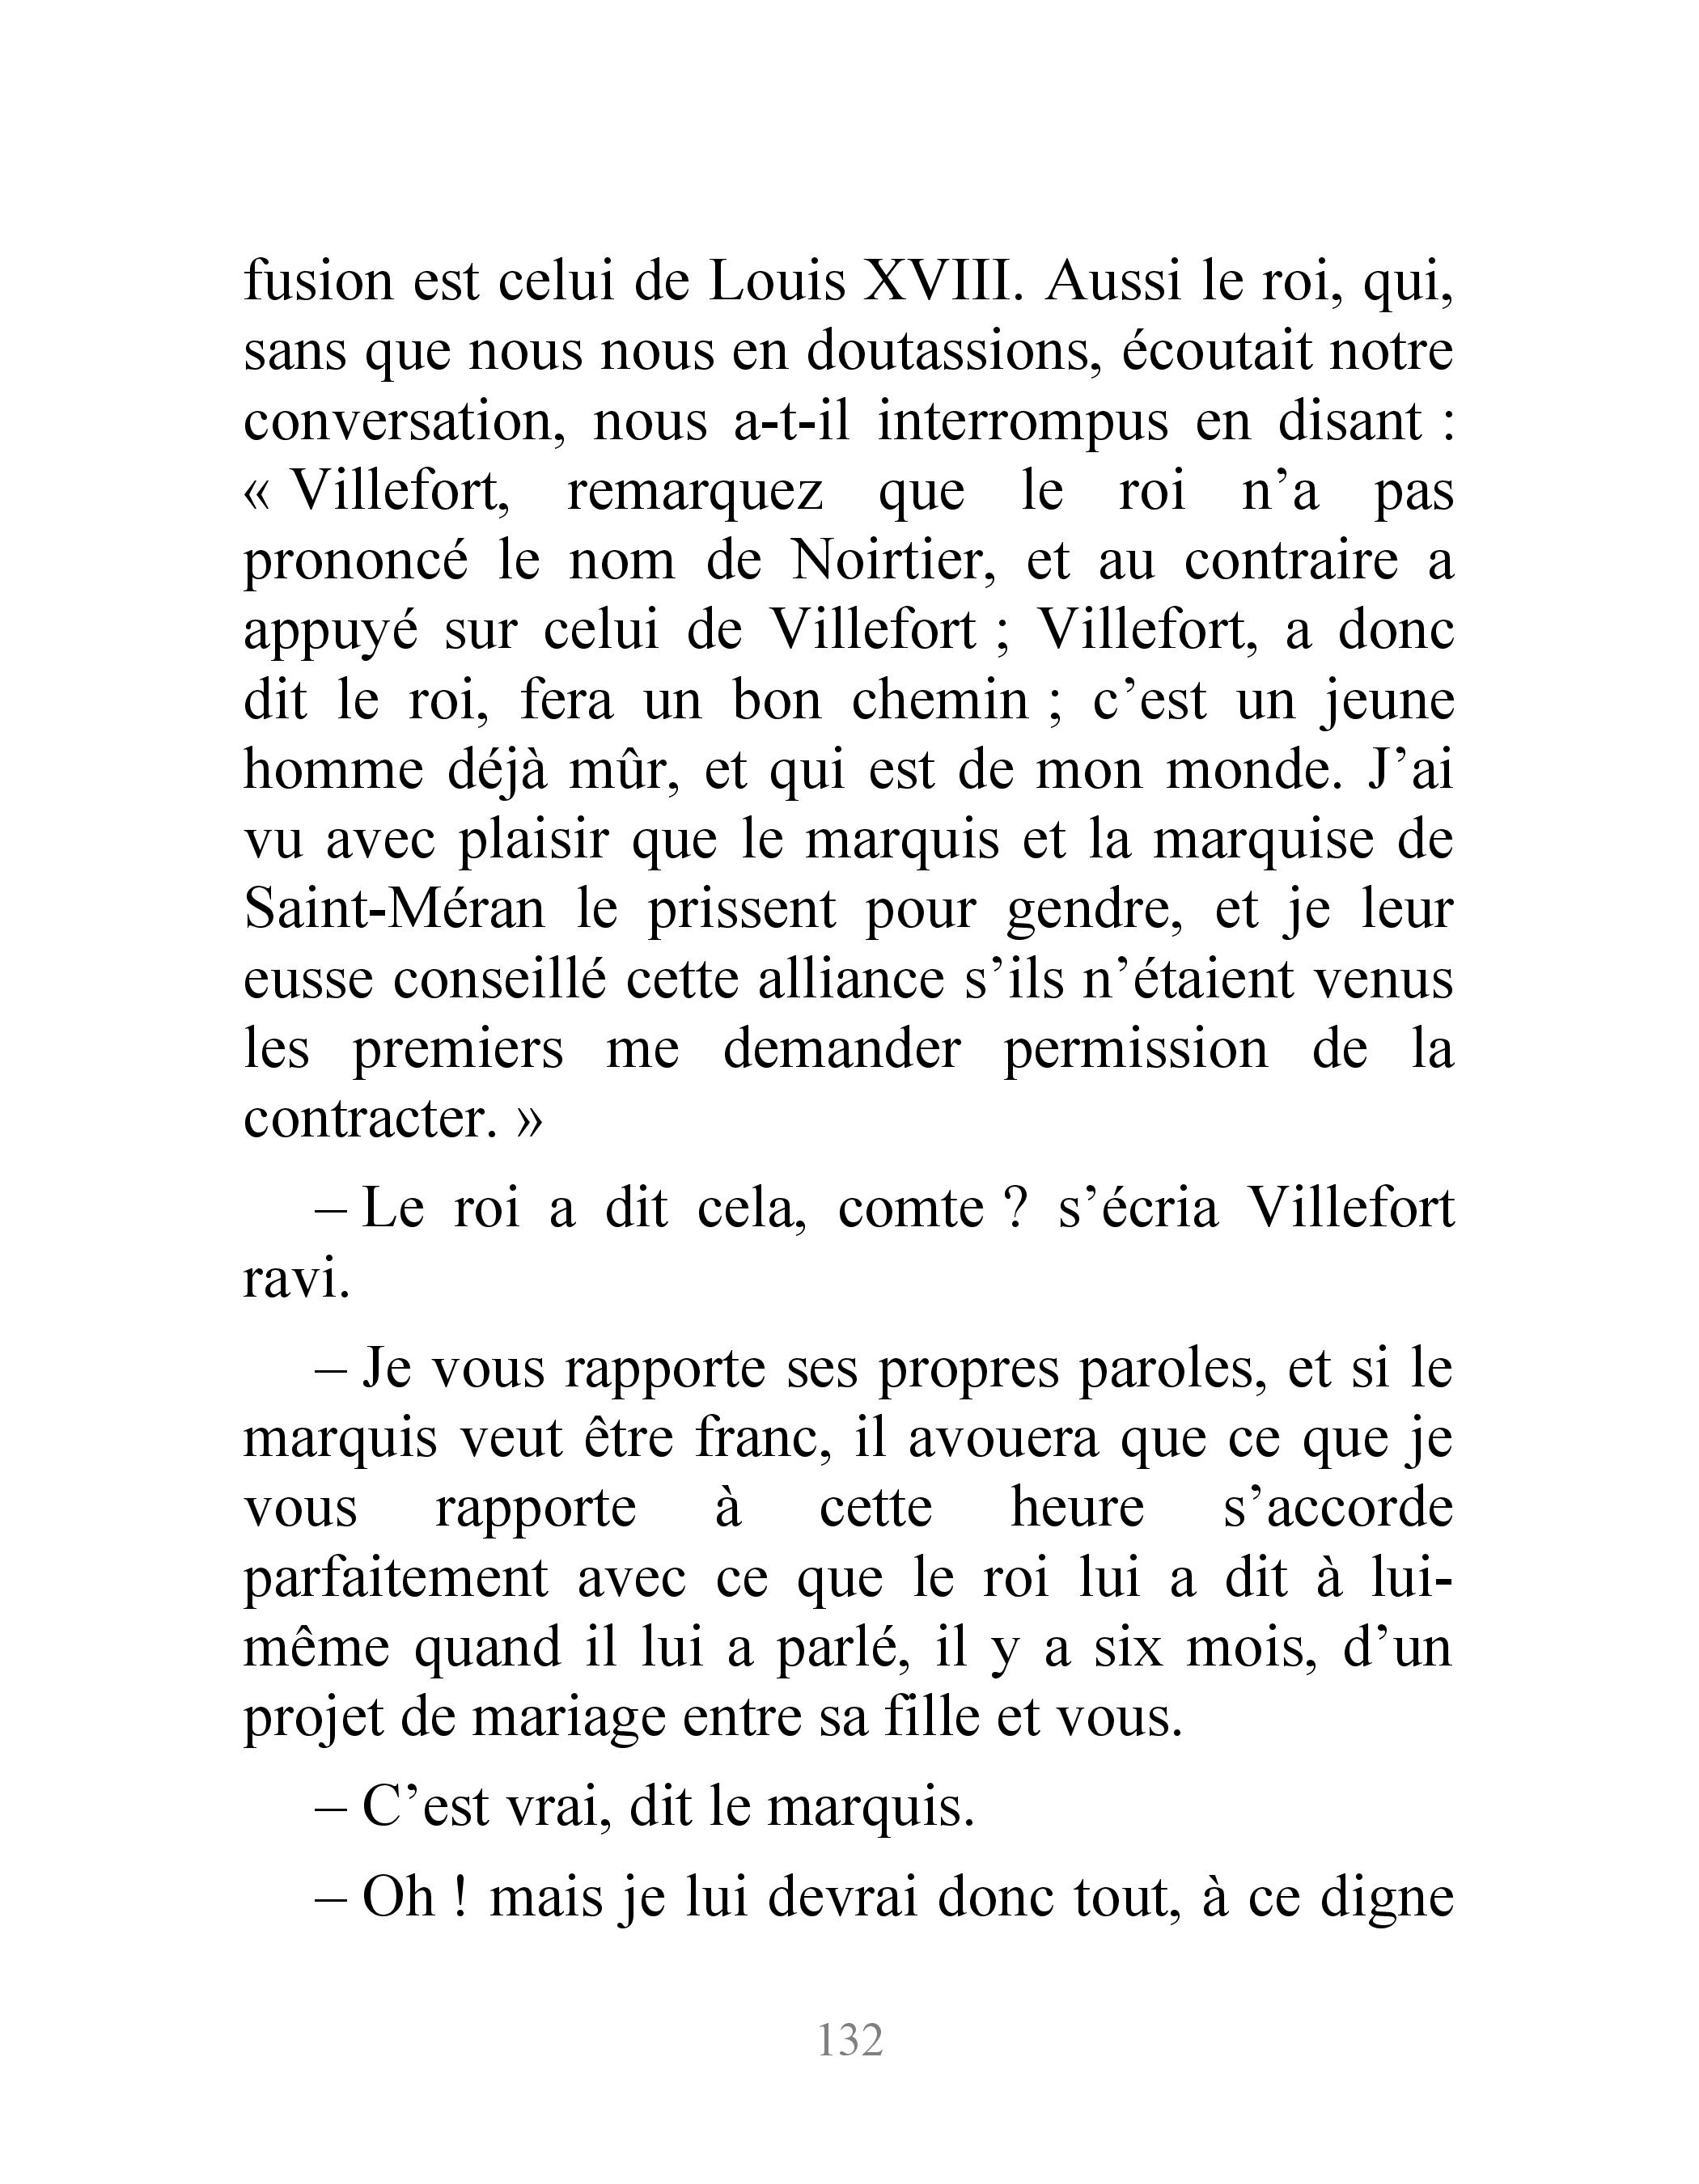 fusion est celui de Louis XVIII. Aussi le roi, qui,
sans que nous nous en doutassions, écoutait notre
conversation, nous a-t-il interrompus en disant :
« Villefort, remarquez que le roi n’a pas
prononcé le nom de Noirtier, et au contraire a
appuyé sur celui de Villefort ; Villefort, a donc
dit le roi, fera un bon chemin ; c’est un jeune
homme déjà mûr, et qui est de mon monde. J’ai
vu avec plaisir que le marquis et la marquise de
Saint-Méran le prissent pour gendre, et je leur
eusse conseillé cette alliance s’ils n’étaient venus
les premiers me demander permission de la
contracter. »
– Le roi a dit cela, comte ? s’écria Villefort
ravi.
– Je vous rapporte ses propres paroles, et si le
marquis veut être franc, il avouera que ce que je
vous rapporte à cette heure s’accorde
parfaitement avec ce que le roi lui a dit à lui-
même quand il lui a parlé, il y a six mois, d’un
projet de mariage entre sa fille et vous.
– C’est vrai, dit le marquis.
– Oh ! mais je lui devrai donc tout, à ce digne
132